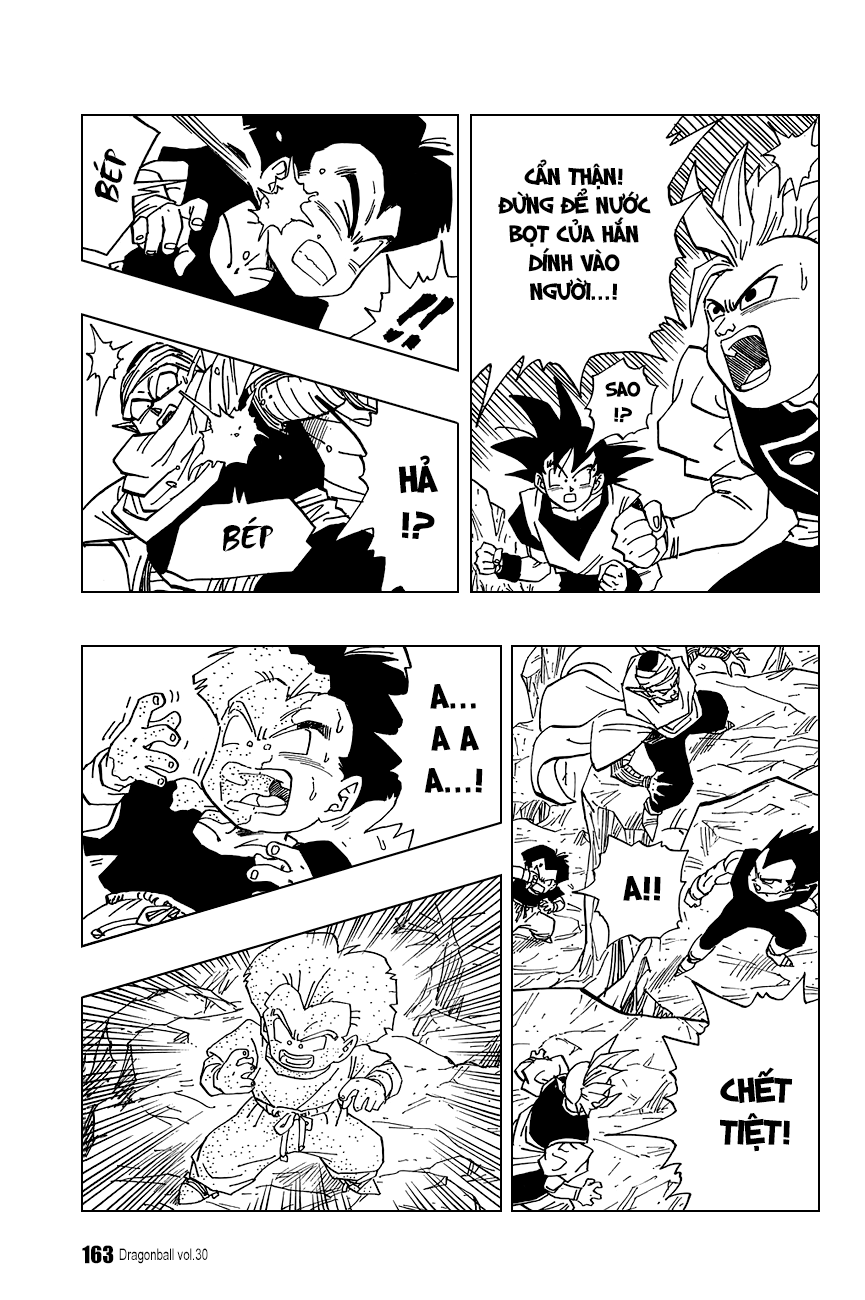 CẨN THẬN!
ĐỪNG ĐỂ NƯỚC
BỌT CỦA HẮN
DÍNH VÀO
NGƯỜI...!
SAO
!?
BÉP
!!
HẢ
!?
BÉP
A!!
CHẾT
TIỆT!
A...
A A
A...!
163 Dragonball vol.30